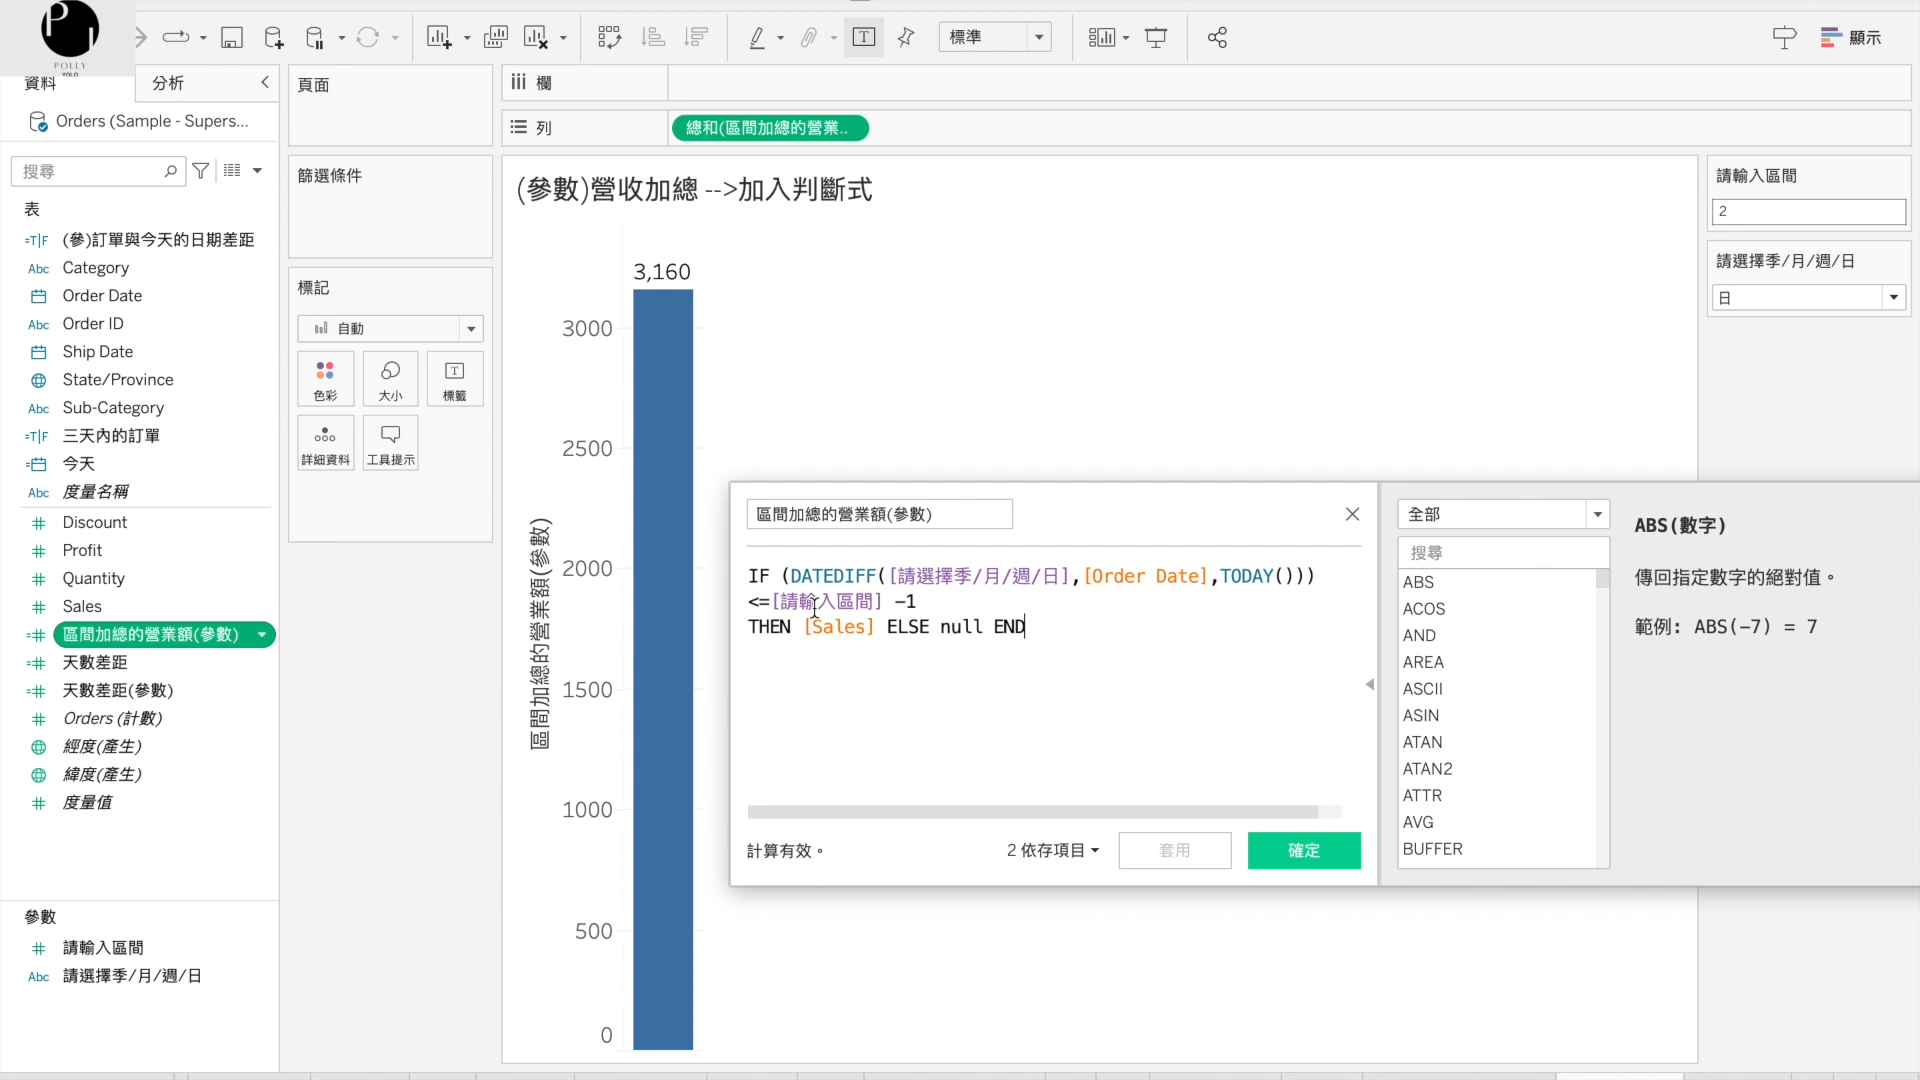 P
POLLY
YOLO
標準
顯示
資料
分析
頁面
欄
Orders (Sample - Supers...
列
總和(區間加總的營業..
搜尋
篩選條件
(參數)營收加總 -->加入判斷式
請輸入區間
2
表
(參)訂單與今天的日期差距
Category
Order Date
Order ID
Ship Date
State/Province
Sub-Category
三天內的訂單
今天
度量名稱
Discount
Profit
Quantity
Sales
區間加總的營業額(參數)
天數差距
天數差距(參數)
Orders (計數)
經度(產生)
緯度(產生)
度量值
參數
請輸入區間
請選擇季/月/週/日
標記
自動
色彩
大小
標籤
詳細資料
工具提示
請選擇季/月/週/日
日
3,160
3000
2500
2000
1500
1000
500
0
區間加總的營業額(參數)
區間加總的營業額(參數)
IF (DATEDIFF([請選擇季/月/週/日],[Order Date],TODAY()))
<=[請輸入區間] -1
THEN [Sales] ELSE null END
計算有效。
2 依存項目
套用
確定
全部
搜尋
ABS
ACOS
AND
AREA
ASCII
ASIN
ATAN
ATAN2
ATTR
AVG
BUFFER
ABS(數字)
傳回指定數字的絕對值。
範例: ABS(-7) = 7